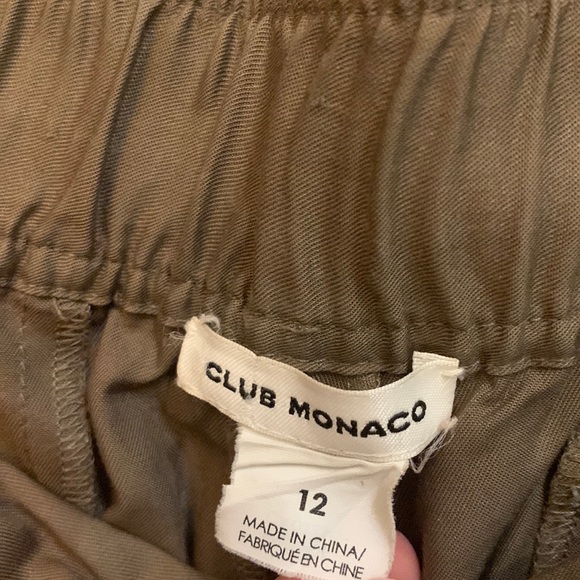 CLUB MONACO
12
MADE IN CHINA/
FABRIQUÉ EN CHINE